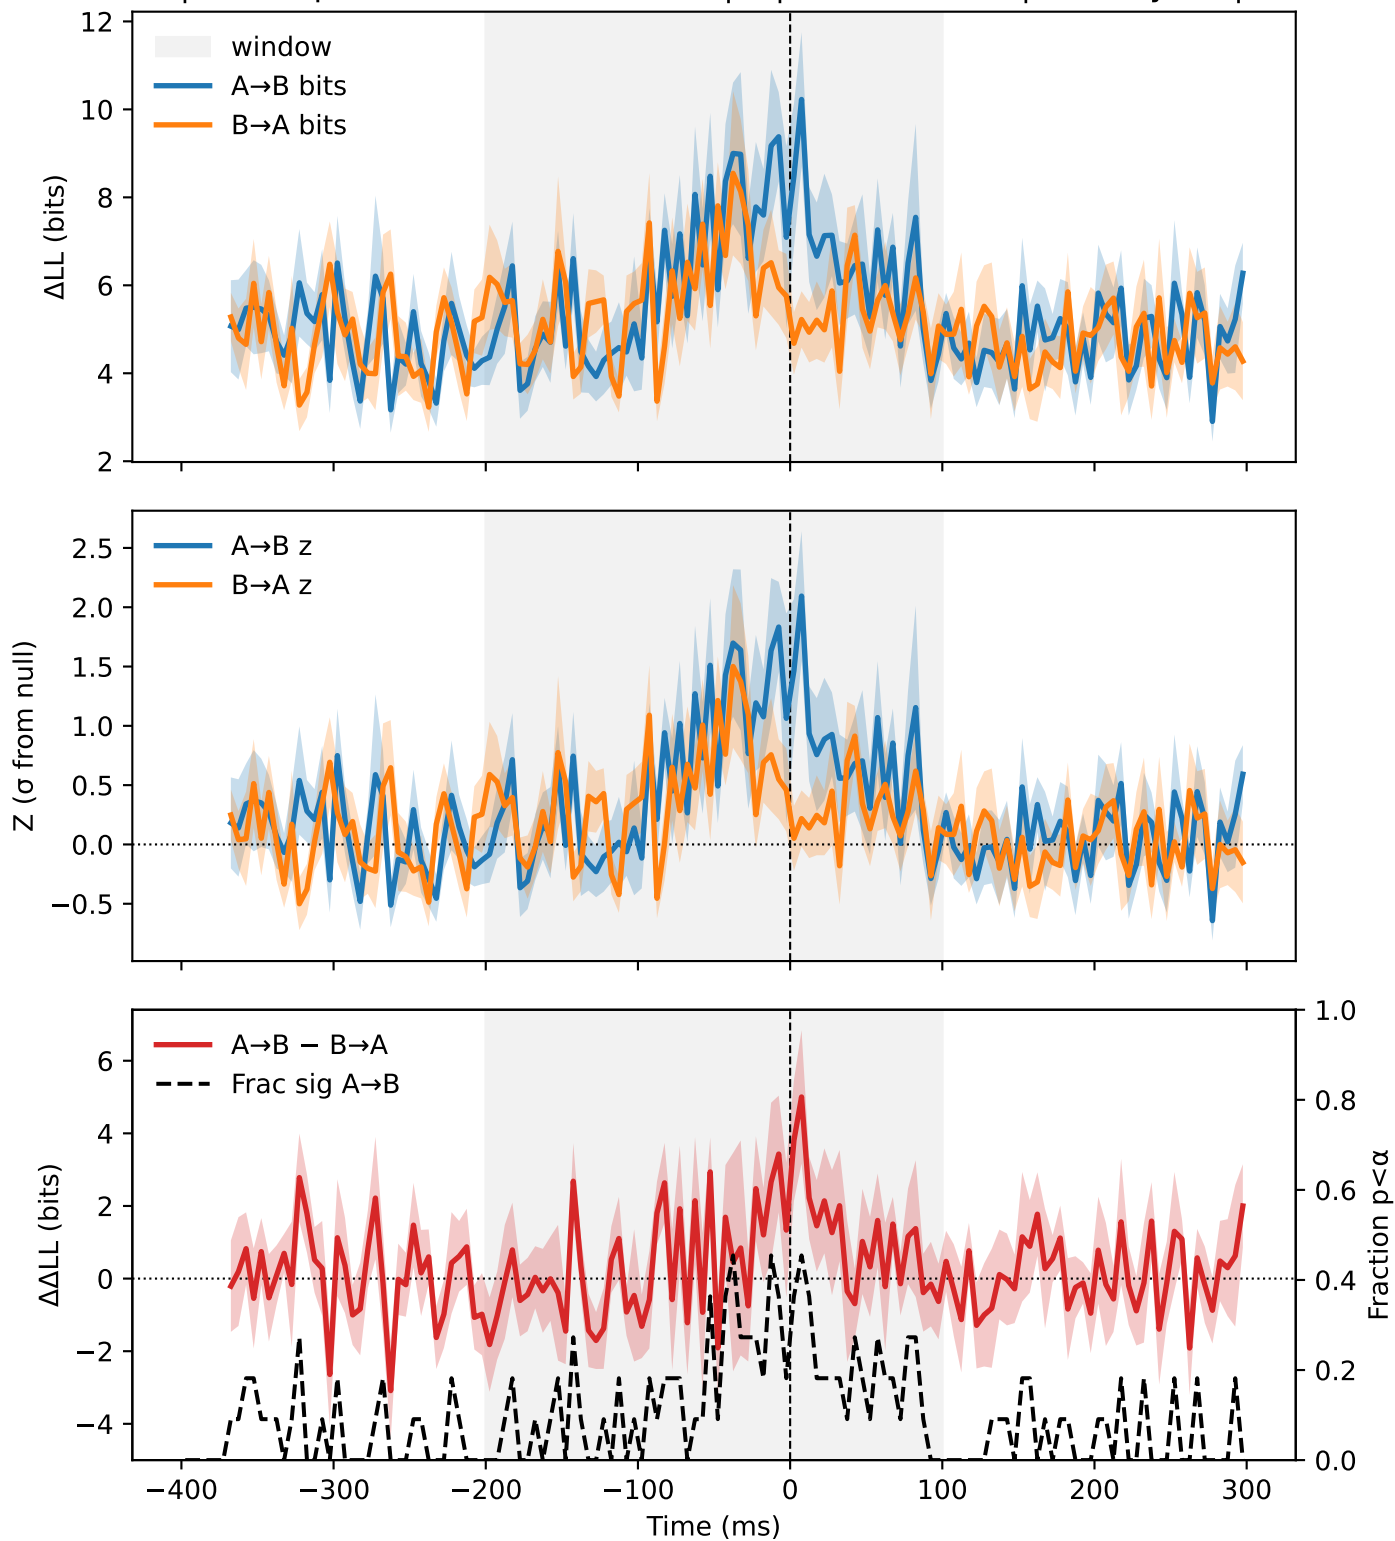 12
10
8
6
4
2
ΔLL (bits)
window
A→B bits
B→A bits
2.5
2.0
1.5
1.0
0.5
0.0
−0.5
Z (σ from null)
A→B z
B→A z
6
4
2
0
−2
−4
ΔΔLL (bits)
A→B − B→A
Frac sig A→B
1.0
0.8
0.6
0.4
0.2
0.0
Fraction p<α
−400 −300 −200 −100 0 100 200 300
Time (ms)